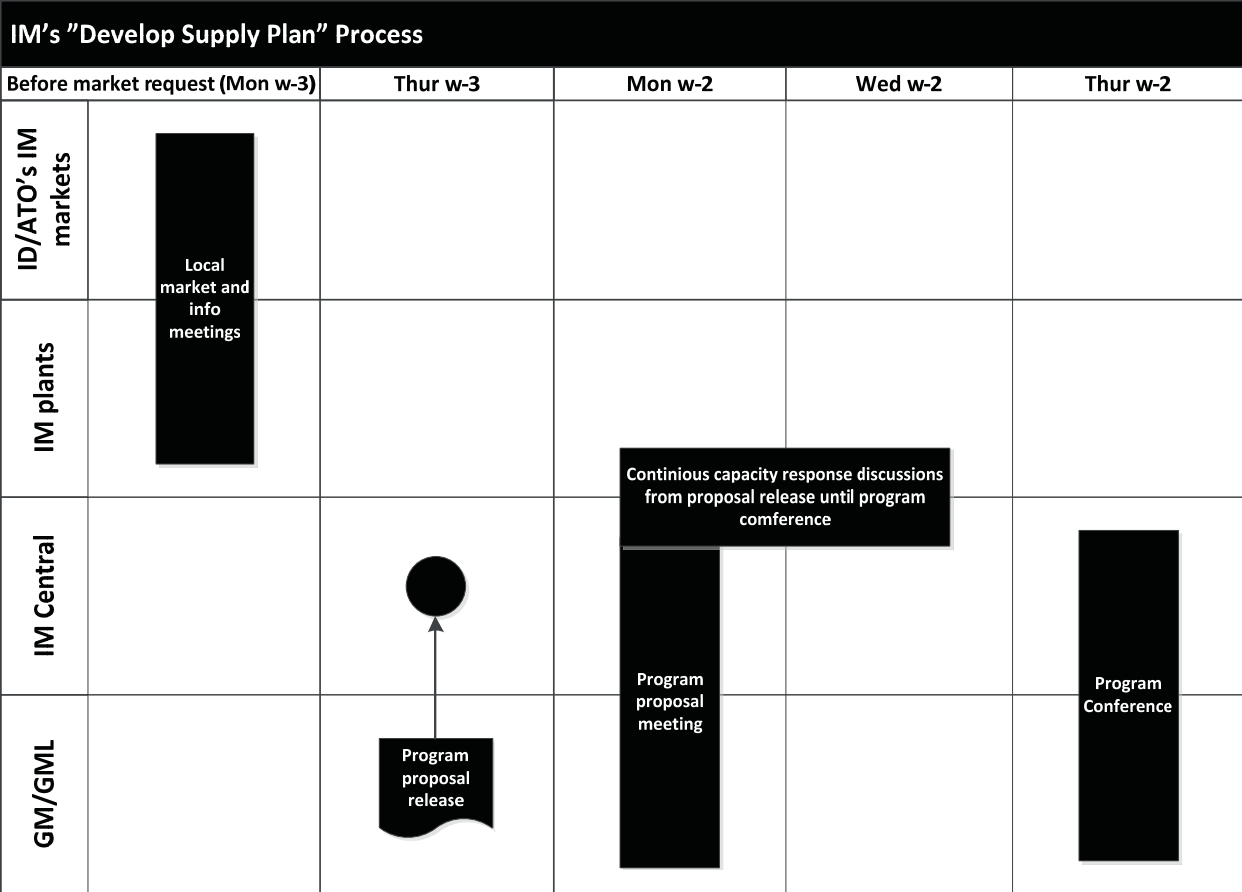 IM’s ”Develop Supply Plan” Process
Before market request (Mon w-3)
Thur w-3
Mon w-2
Wed w-2
Thur w-2
ID/ATO’s IM
markets
Local
market and
info
meetings
IM plants
Continious capacity response discussions
from proposal release until program
comference
IM Central
Program
proposal
meeting
Program
Conference
GM/GML
Program
proposal
release